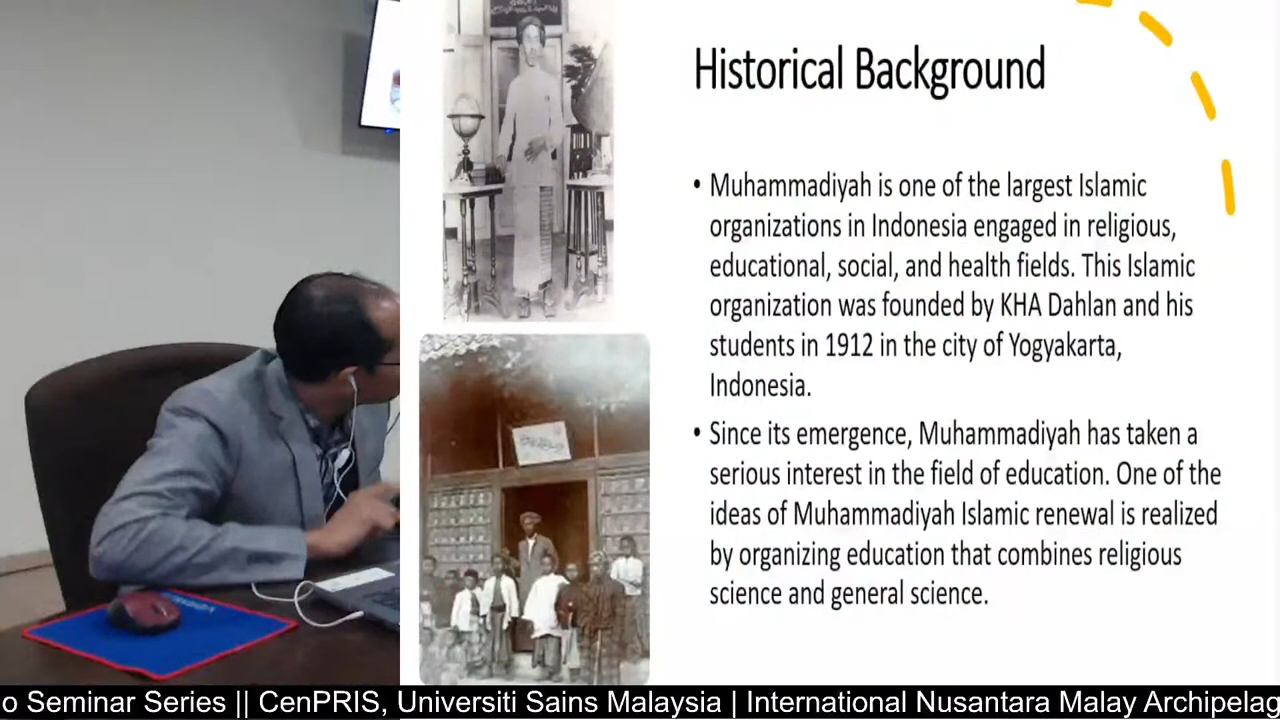 Historical Background
• Muhammadiyah is one of the largest Islamic
organizations in Indonesia engaged in religious,
educational, social, and health fields. This Islamic
organization was founded by KHA Dahlan and his
students in 1912 in the city of Yogyakarta,
Indonesia.
• Since its emergence, Muhammadiyah has taken a
serious interest in the field of education. One of the
ideas of Muhammadiyah Islamic renewal is realized
by organizing education that combines religious
science and general science.
o Seminar Series || CenPRIS, Universiti Sains Malaysia | International Nusantara Malay Archipelag